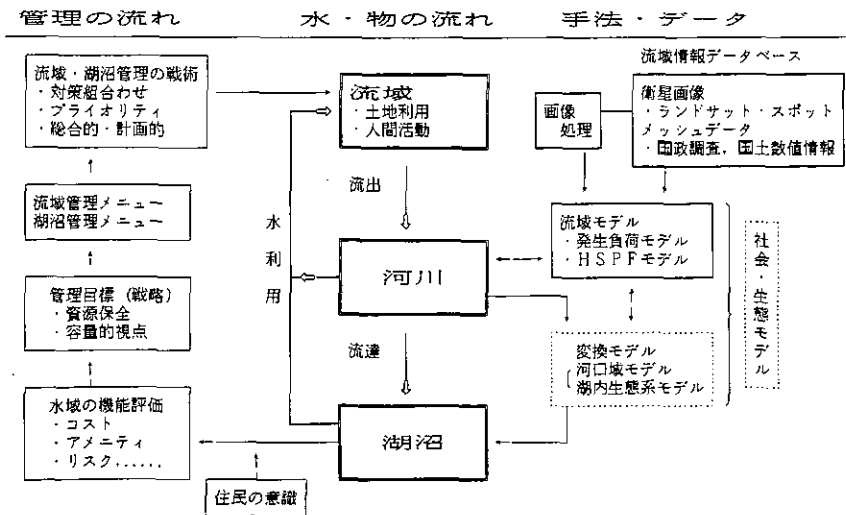 管理の流れ
水・物の流れ
手法・データ
流域・湖沼管理の戦術
・対策組合わせ
・プライオリティ
・総合的・計画的
流域管理メニュー
湖沼管理メニュー
管理目標（戦略）
・資源保全
・容量的視点
水域の機能評価
・コスト
・アメニティ
・リスク......
住民の意識
流域
・土地利用
・人間活動
流出
水利用
河川
流達
湖沼
流域情報データベース
画像
処理
衛星画像
・ランドサット・スポット
メッシュデータ
・国政調査，国土数値情報
流域モデル
・発生負荷モデル
・HSPFモデル
変換モデル
河口域モデル
湖内生態系モデル
社会・生態モデル